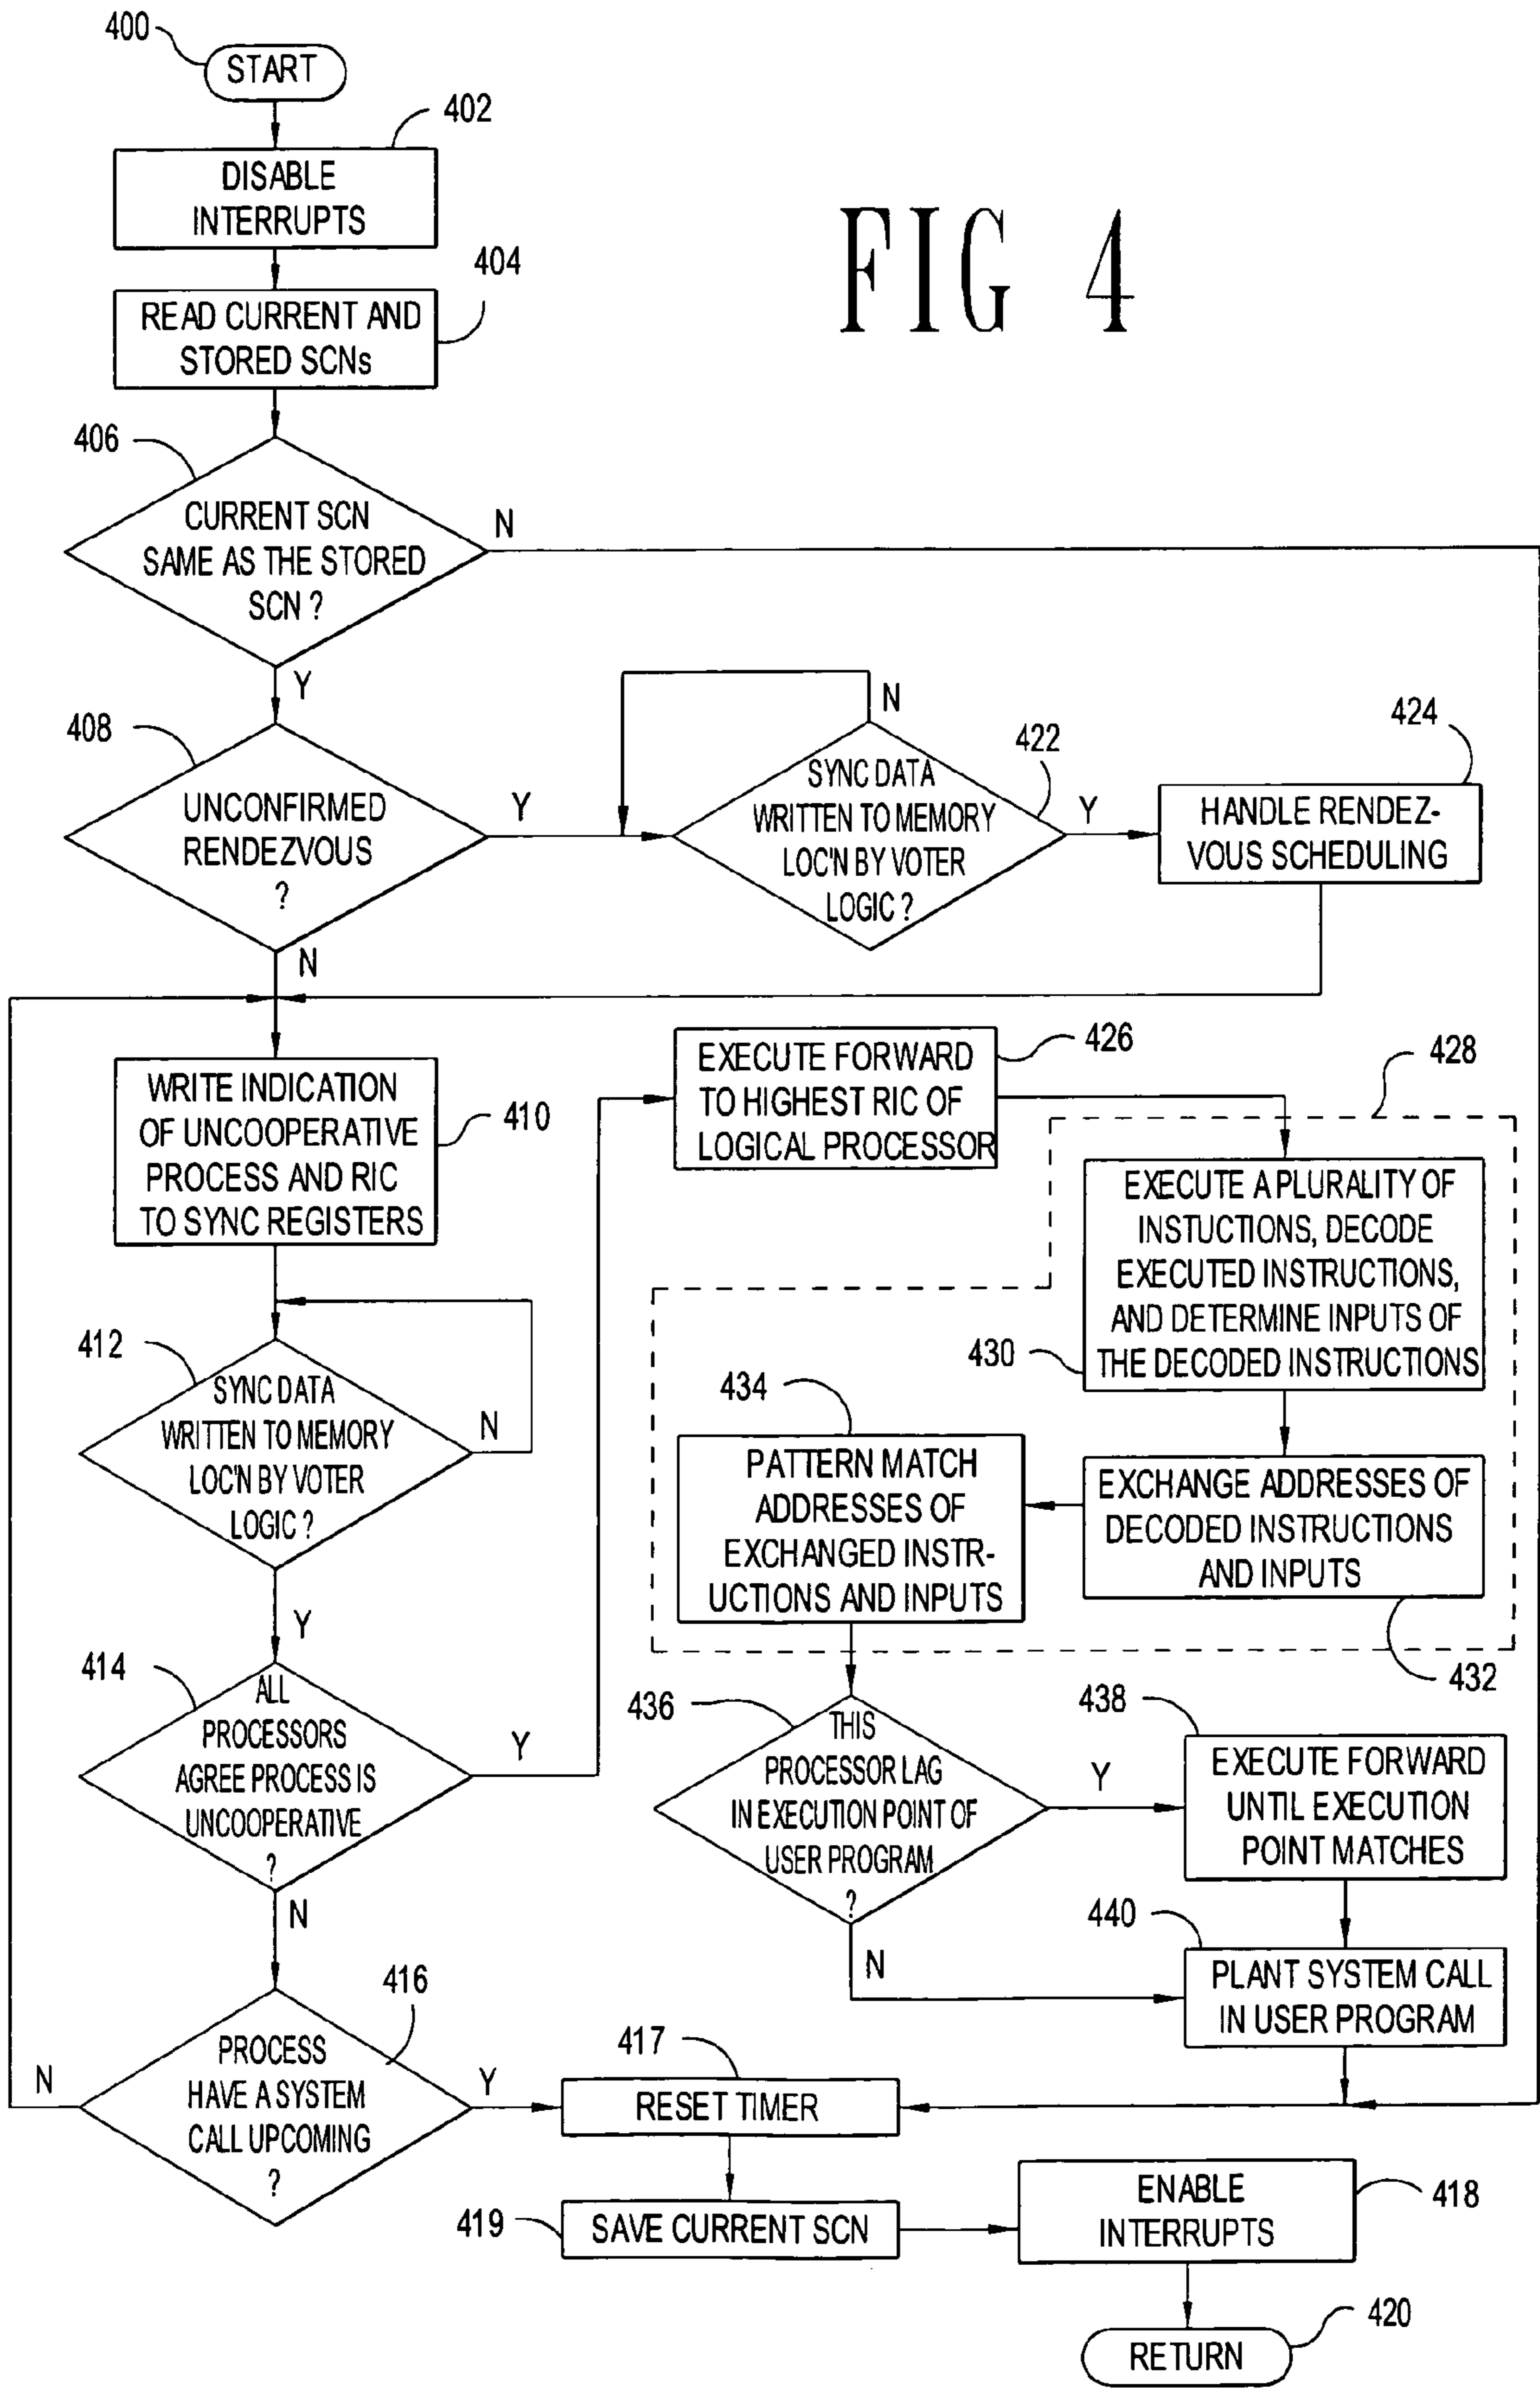 400
START
402
DISABLE
INTERRUPTS
FIG 4
404
READ CURRENT AND
STORED SCNs
406
CURRENT SCN
SAME AS THE STORED
SCN ?
N
Y
408
UNCONFIRMED
RENDEZVOUS
?
Y
N
N
422
SYNC DATA
WRITTEN TO MEMORY
LOC'N BY VOTER
LOGIC ?
Y
424
HANDLE RENDEZ-
VOUS SCHEDULING
WRITE INDICATION
OF UNCOOPERATIVE
PROCESS AND RIC
TO SYNC REGISTERS
410
412
SYNC DATA
WRITTEN TO MEMORY
LOC'N BY VOTER
LOGIC ?
N
Y
414
ALL
PROCESSORS
AGREE PROCESS IS
UNCOOPERATIVE
?
Y
N
416
PROCESS
HAVE A SYSTEM
CALL UPCOMING
?
N
Y
EXECUTE FORWARD
TO HIGHEST RIC OF
LOGICAL PROCESSOR
426
428
EXECUTE A PLURALITY OF
INSTUCTIONS, DECODE
EXECUTED INSTRUCTIONS,
AND DETERMINE INPUTS OF
THE DECODED INSTRUCTIONS
430
434
PATTERN MATCH
ADDRESSES OF
EXCHANGED INSTR-
UCTIONS AND INPUTS
EXCHANGE ADDRESSES OF
DECODED INSTRUCTIONS
AND INPUTS
432
436
THIS
PROCESSOR LAG
IN EXECUTION POINT OF
USER PROGRAM
?
Y
N
438
EXECUTE FORWARD
UNTIL EXECUTION
POINT MATCHES
440
PLANT SYSTEM CALL
IN USER PROGRAM
417
RESET TIMER
419
SAVE CURRENT SCN
ENABLE
INTERRUPTS
418
420
RETURN